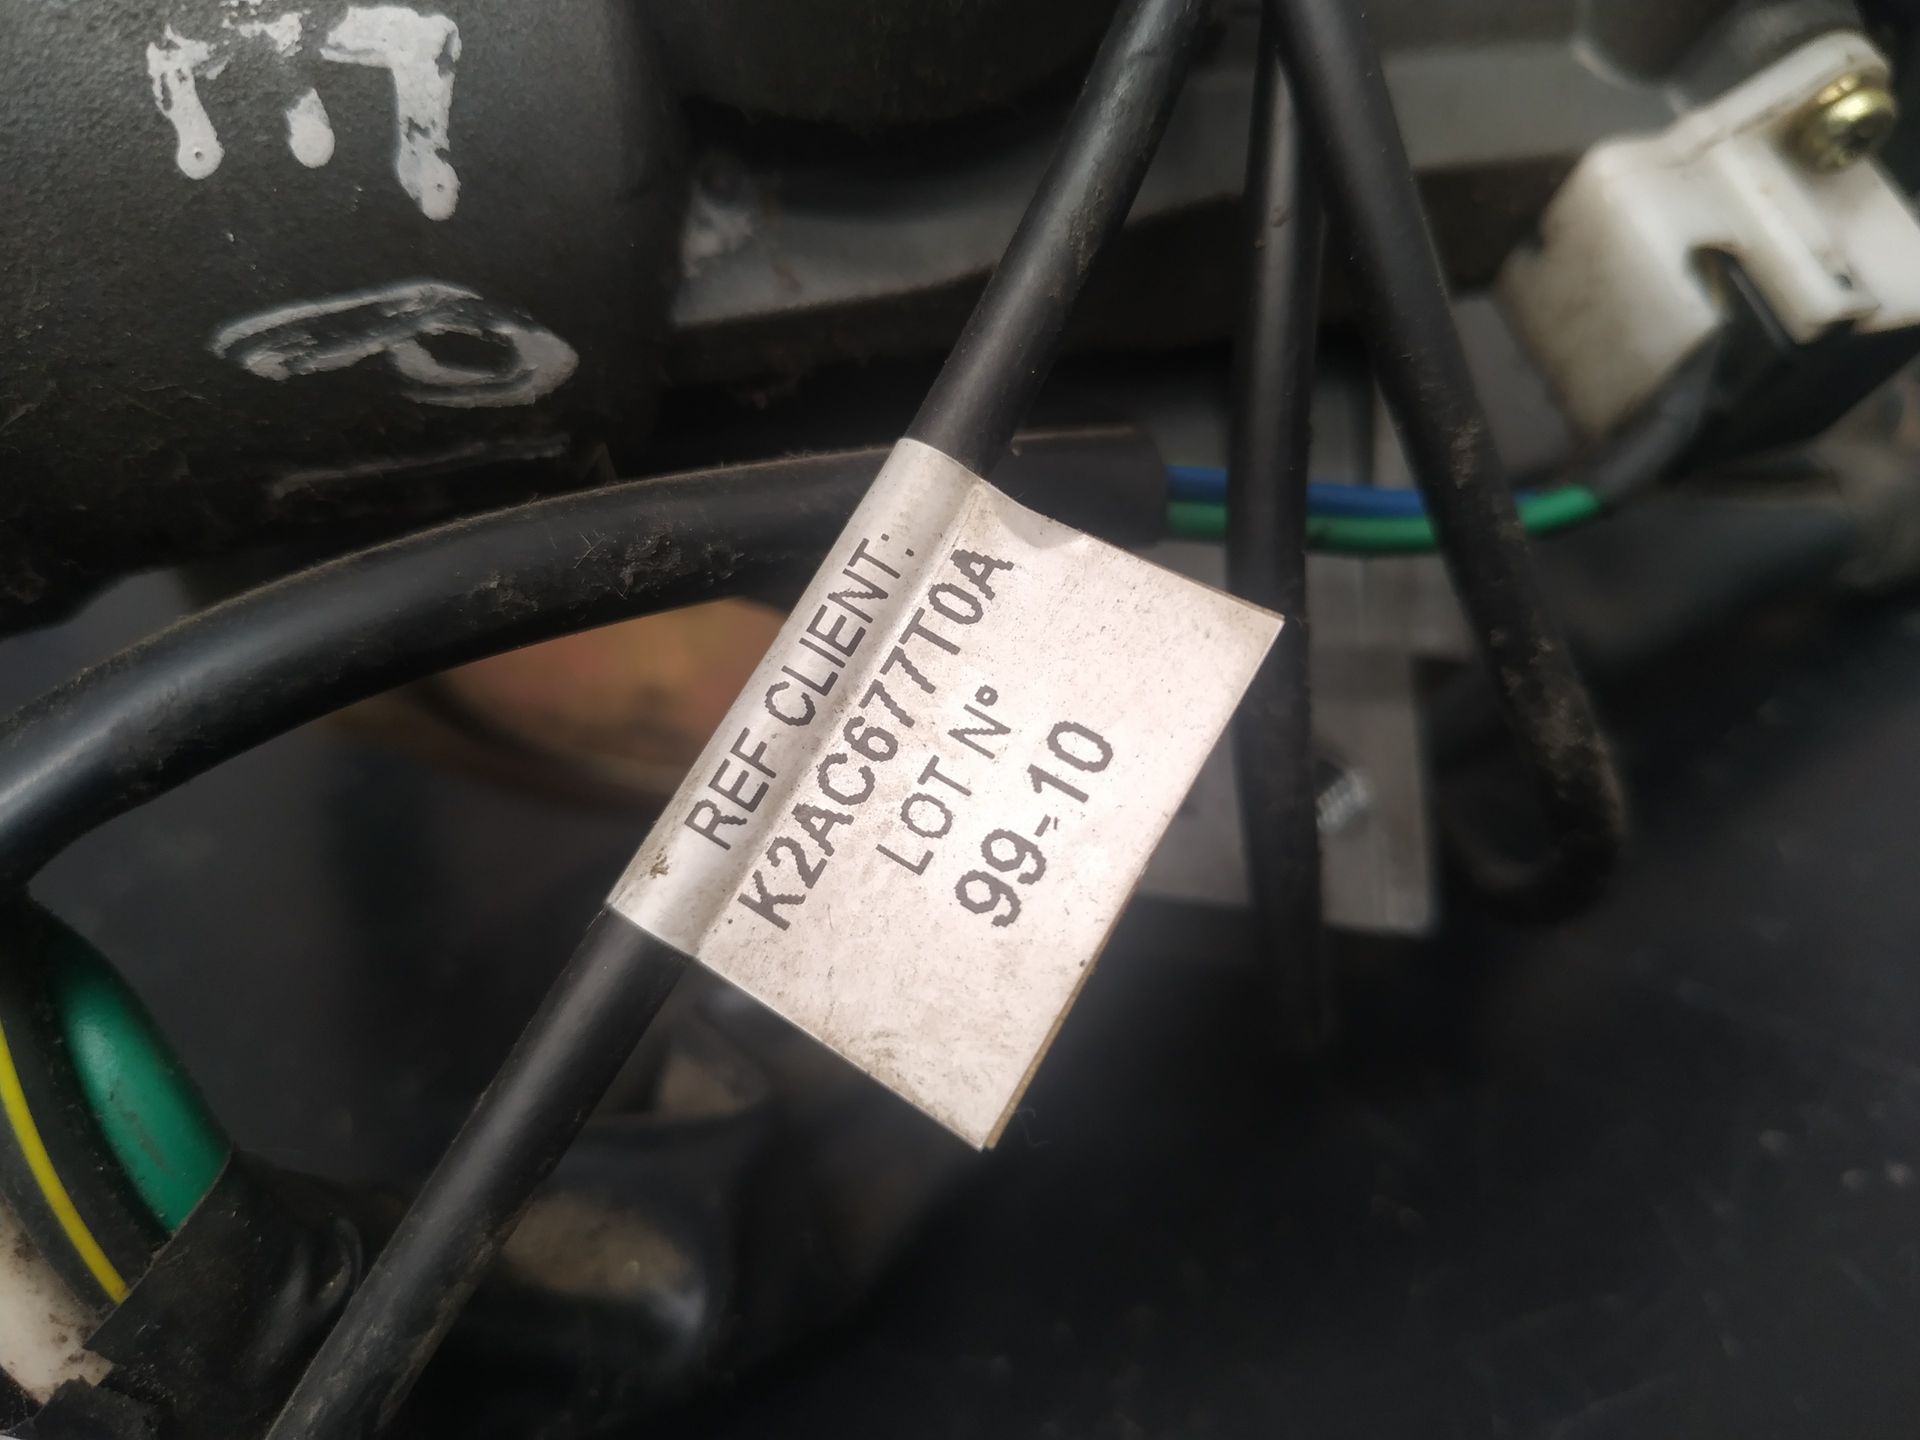 REF CLIENT:
K2AC677T0A
LOT N°
99-10